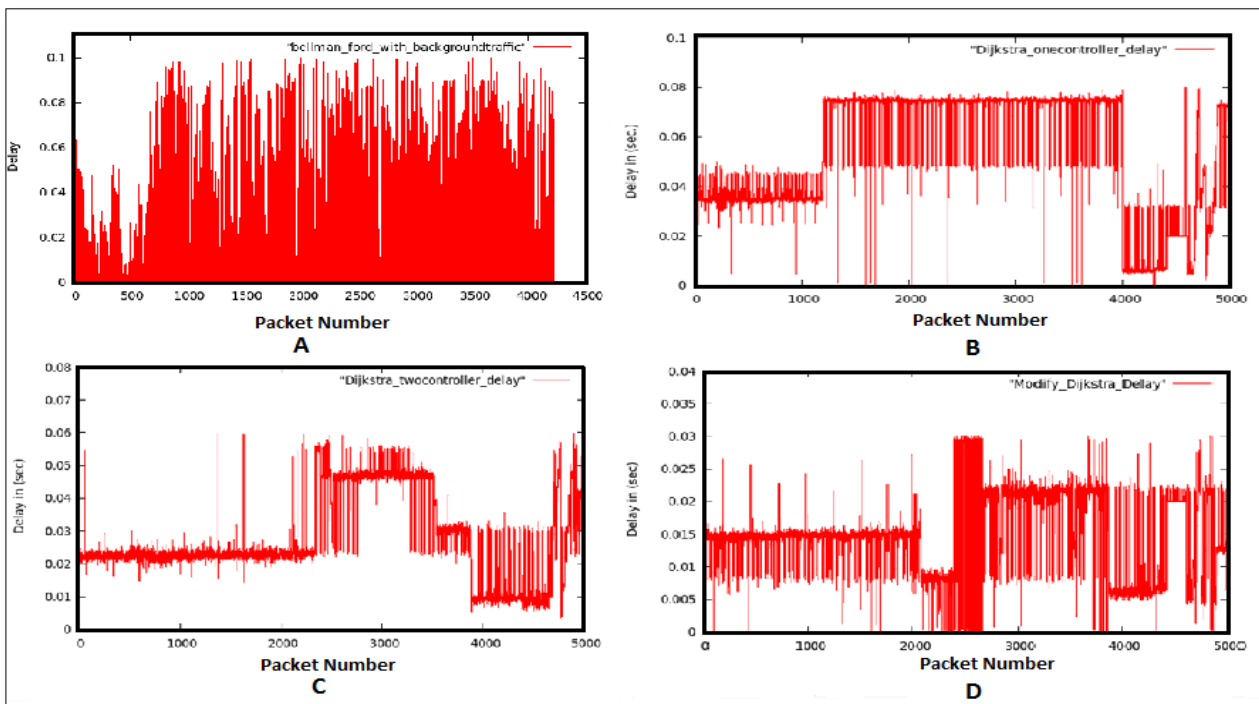 "bellman_ford_with_backgroundtraffic"
0.1
0.08
0.06
0.04
0.02
0
Delay
0 500 1000 1500 2000 2500 3000 3500 4000 4500
Packet Number
A
"Dijkstra_onecontroller_delay"
0.1
0.08
0.06
0.04
0.02
0
Delay in (sec.)
0 1000 2000 3000 4000 5000
Packet Number
B
"Dijkstra_twocontroller_delay"
0.08
0.07
0.06
0.05
0.04
0.03
0.02
0.01
0
Delay in (sec)
0 1000 2000 3000 4000 5000
Packet Number
C
"Modify_Dijkstra_Delay"
0.04
0.035
0.03
0.025
0.02
0.015
0.01
0.005
0
Delay in (sec)
0 1000 2000 3000 4000 5000
Packet Number
D